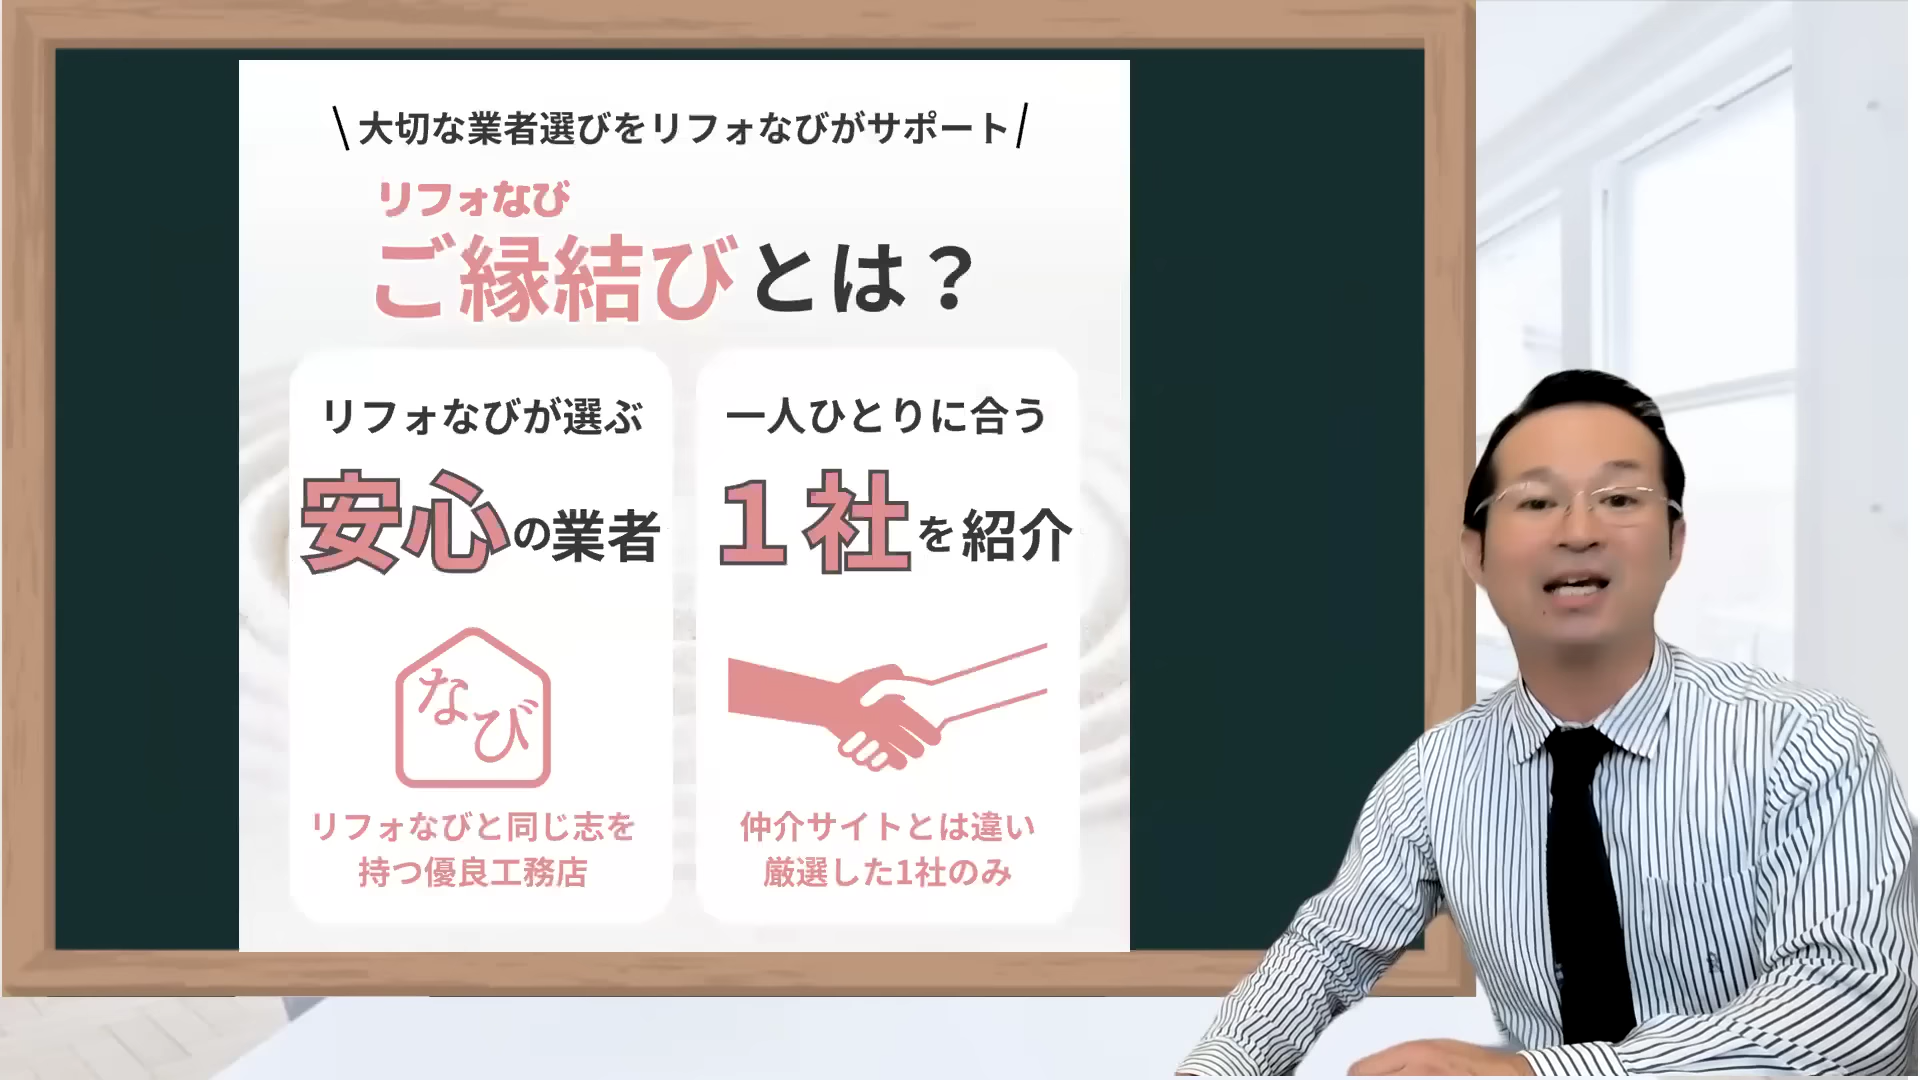 大切な業者選びをリフォなびがサポート
リフォなび
ご縁結びとは？
リフォなびが選ぶ
安心の業者
なび
リフォなびと同じ志を
持つ優良工務店
一人ひとりに合う
１社を紹介
仲介サイトとは違い
厳選した1社のみ